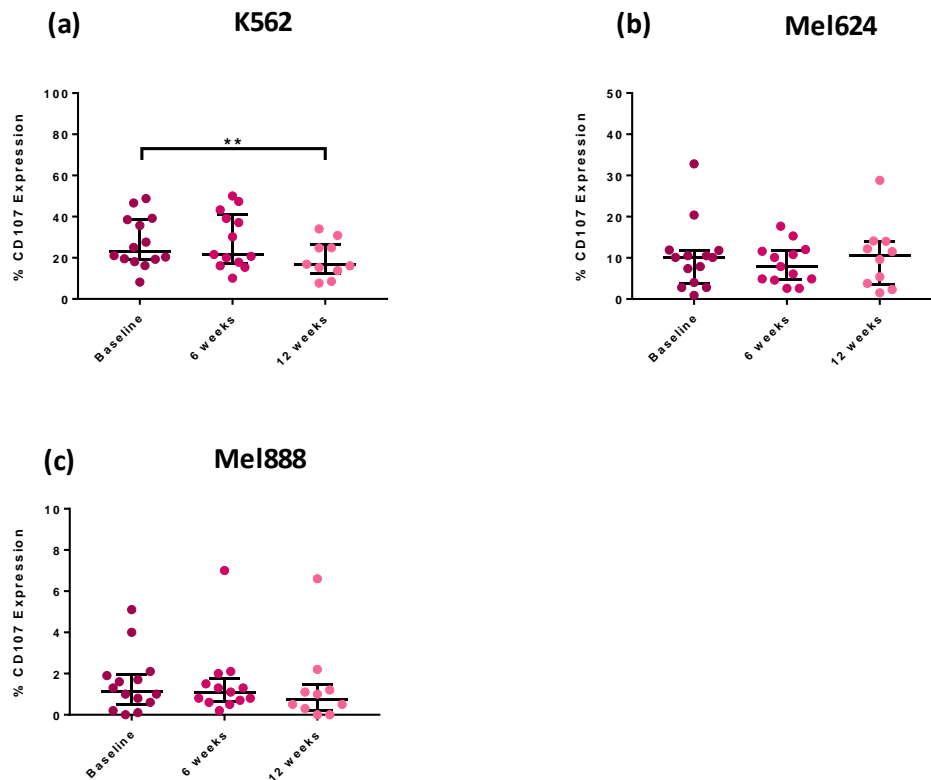 (a) K562
% CD107 Expression
100
80
60
40
20
0
**
Baseline
6 weeks
12 weeks
(b) Mel624
% CD107 Expression
50
40
30
20
10
0
Baseline
6 weeks
12 weeks
(c) Mel888
% CD107 Expression
10
8
6
4
2
0
Baseline
6 weeks
12 weeks